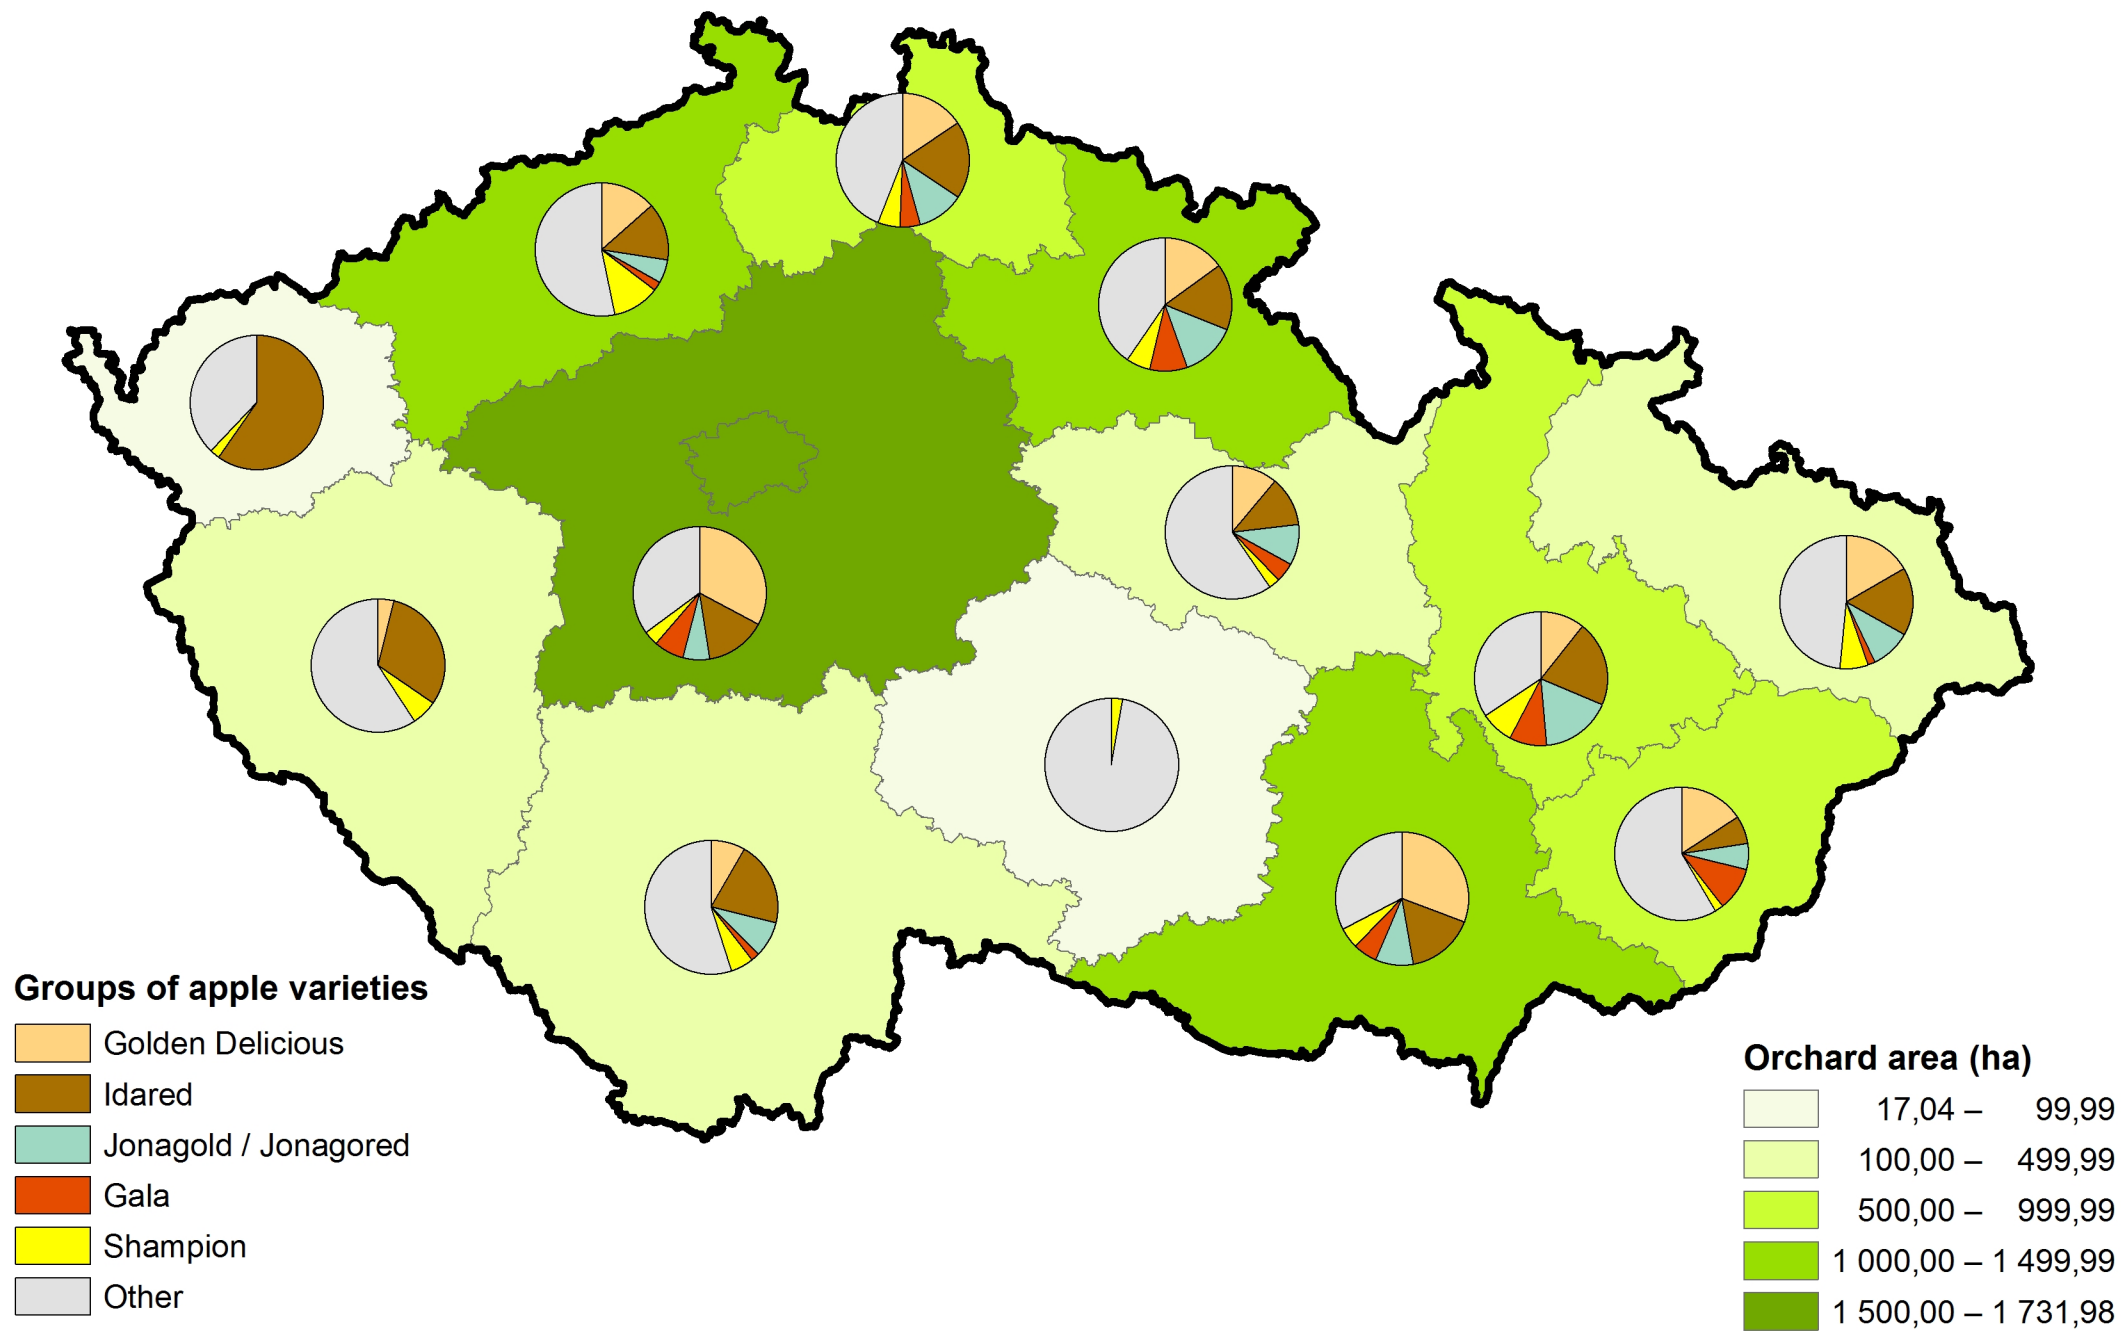 Groups of apple varieties
Golden Delicious
Idared
Jonagold / Jonagored
Gala
Shampion
Other
Orchard area (ha)
17,04 – 99,99
100,00 – 499,99
500,00 – 999,99
1 000,00 – 1 499,99
1 500,00 – 1 731,98